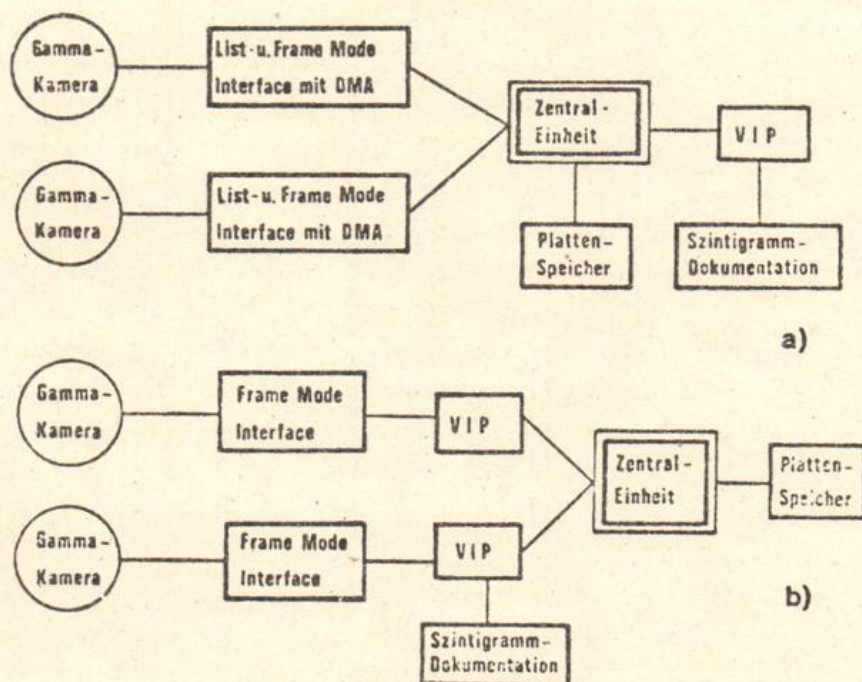 Gamma-
Kamera
List-u. Frame Mode
Interface mit DMA
Gamma-
Kamera
List-u. Frame Mode
Interface mit DMA
Zentral-
Einheit
VIP
Platten-
Speicher
Szintigramm-
Dokumentation
a)
Gamma-
Kamera
Frame Mode
Interface
VIP
Gamma-
Kamera
Frame Mode
Interface
VIP
Szintigramm-
Dokumentation
Zentral-
Einheit
Platten-
Speicher
b)